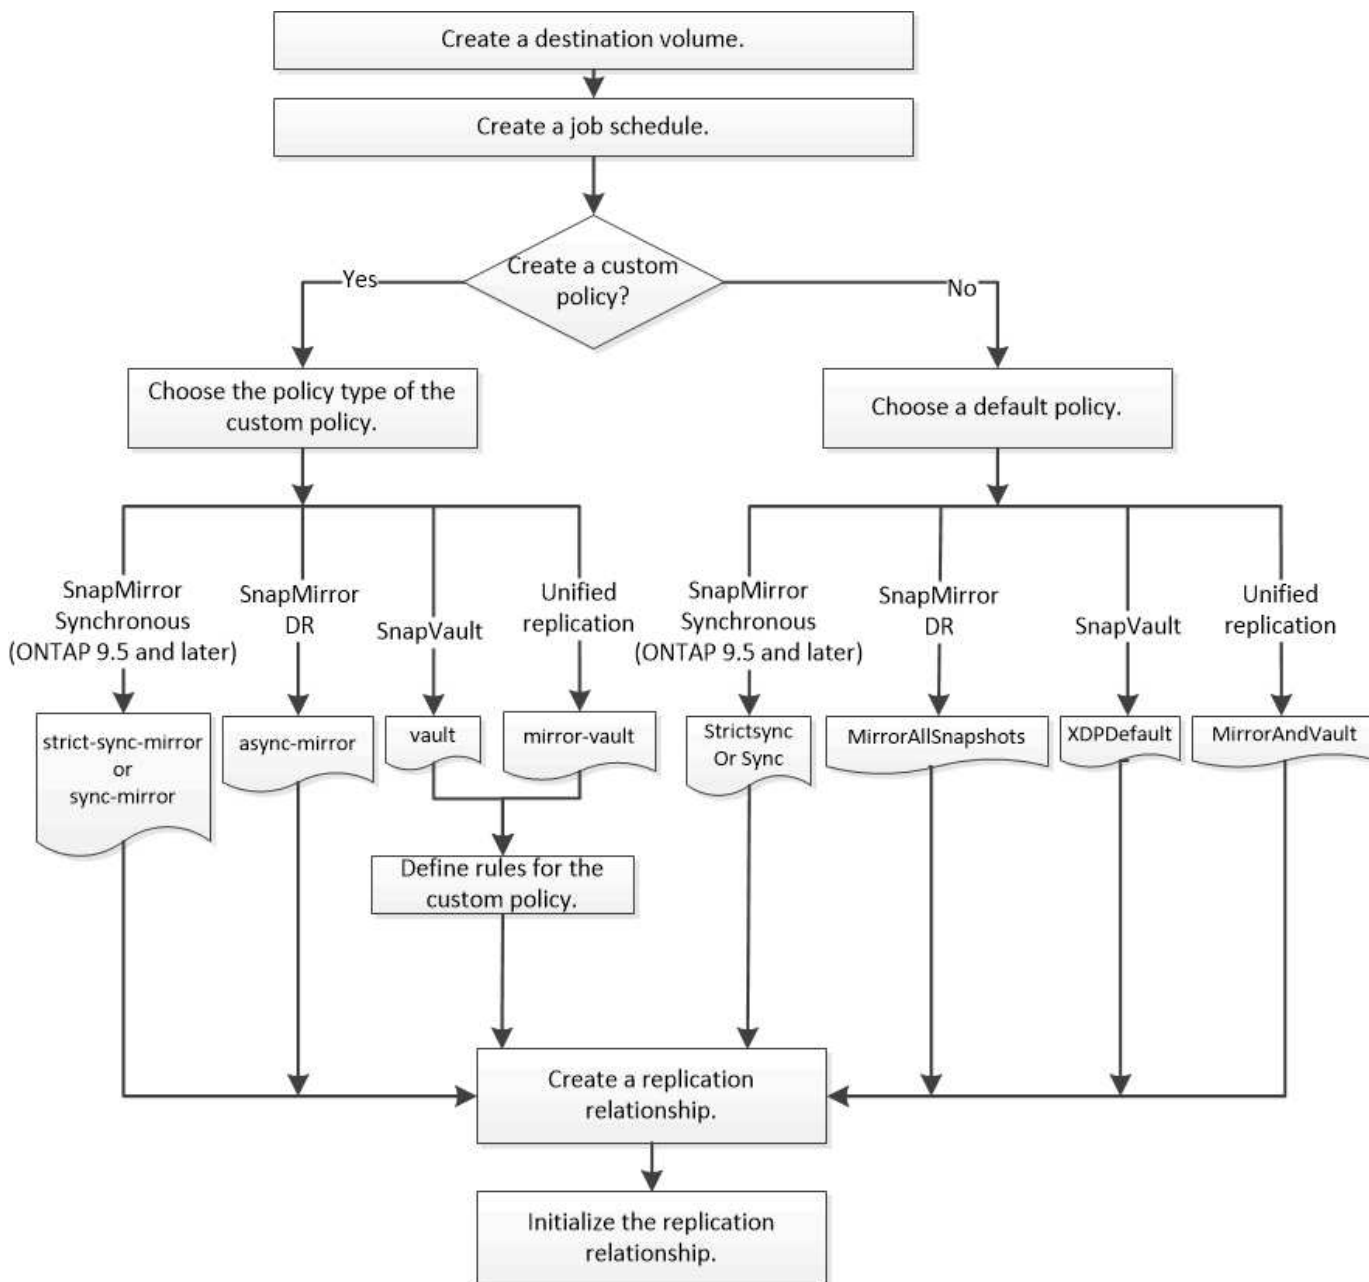 Create a destination volume.
Create a job schedule.
Create a custom
policy?
Yes
No
Choose the policy type of the
custom policy.
Choose a default policy.
SnapMirror
Synchronous
(ONTAP 9.5 and later)
SnapMirror
DR
SnapVault
Unified
replication
SnapMirror
Synchronous
(ONTAP 9.5 and later)
SnapMirror
DR
SnapVault
Unified
replication
strict-sync-mirror
or
sync-mirror
async-mirror
vault
mirror-vault
Strictsync
Or Sync
MirrorAllSnapshots
XDPDefault
MirrorAndVault
Define rules for the
custom policy.
Create a replication
relationship.
Initialize the replication
relationship.